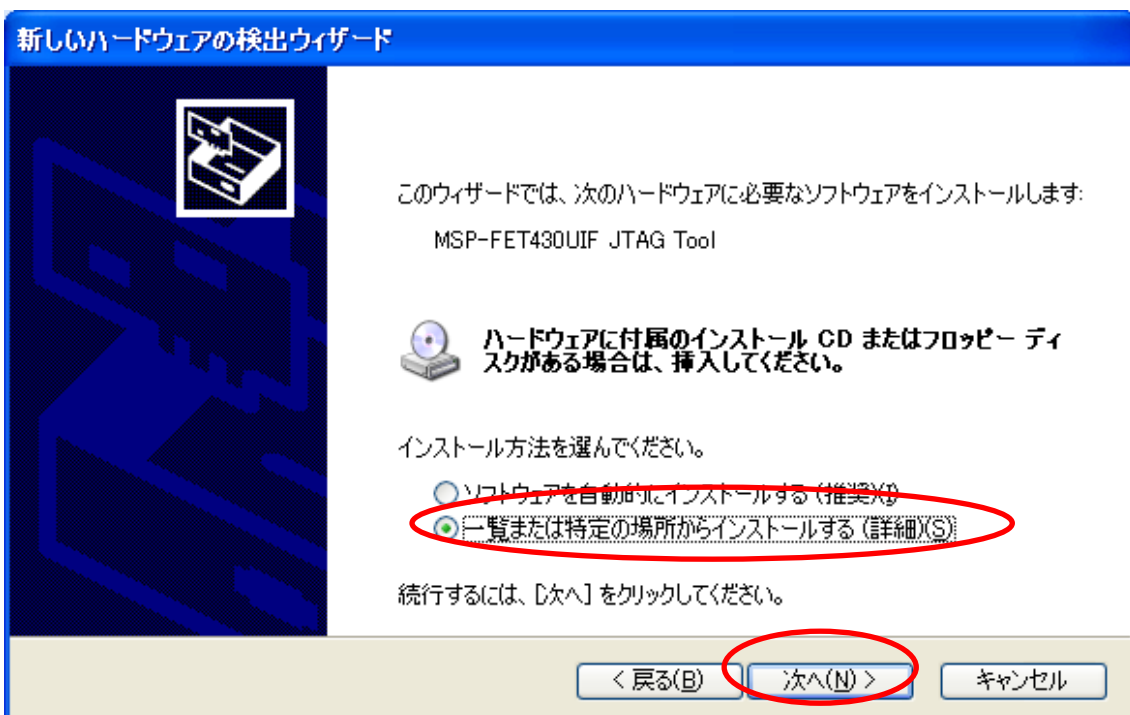 新しいハードウェアの検出ウィザード
このウィザードでは、次のハードウェアに必要なソフトウェアをインストールします:
MSP-FET430UIF JTAG Tool
ハードウェアに付属のインストール CD またはフロッピー ディ
スクがある場合は、挿入してください。
インストール方法を選んでください。
ソフトウェアを自動的にインストールする (推奨)(I)
一覧または特定の場所からインストールする (詳細)(S)
続行するには、[次へ] をクリックしてください。
< 戻る(B) 次へ(N) > キャンセル